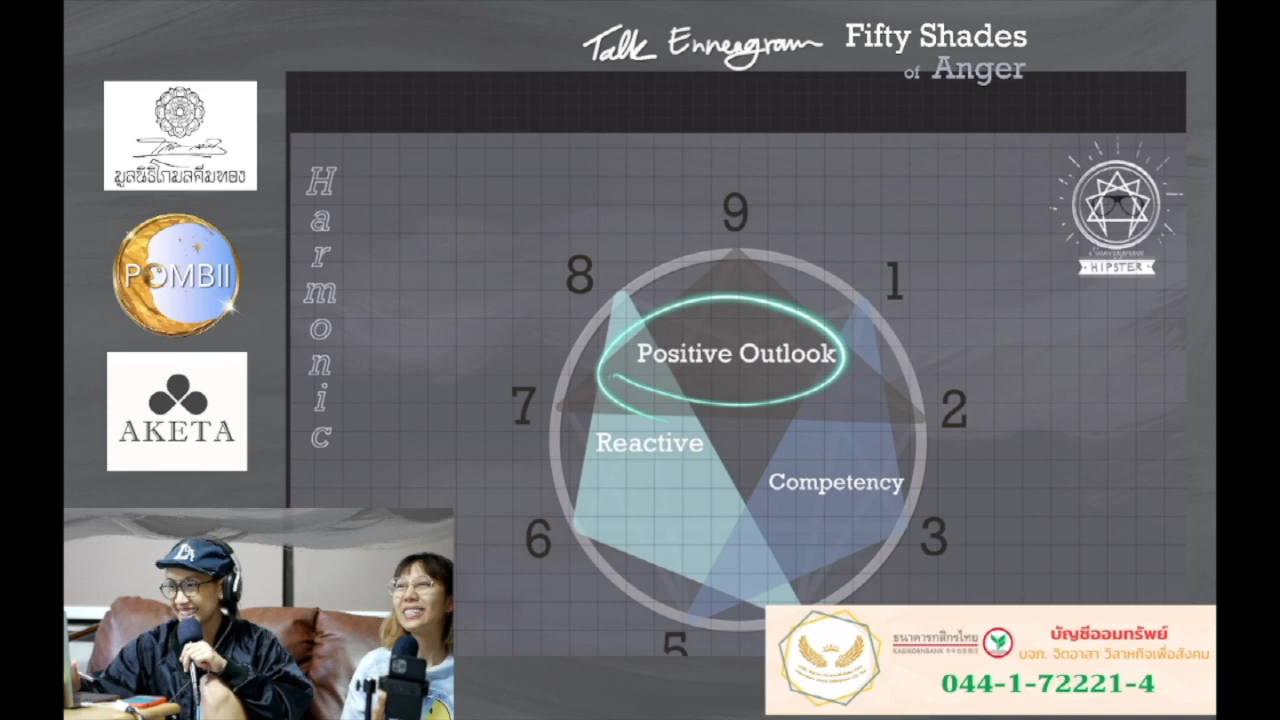 Talk Enneagram
Fifty Shades
of Anger
มูลนิธิโกมลคีมทอง
POMBII
AKETA
Harmonic
Enneagram
HIPSTER
9
8
1
7
2
6
3
5
Positive Outlook
Reactive
Competency
LA
ธนาคารกสิกรไทย
KASIKORNBANK
บัญชีออมทรัพย์
บจก. จิตอาสา วิสาหกิจเพื่อสังคม
044-1-72221-4